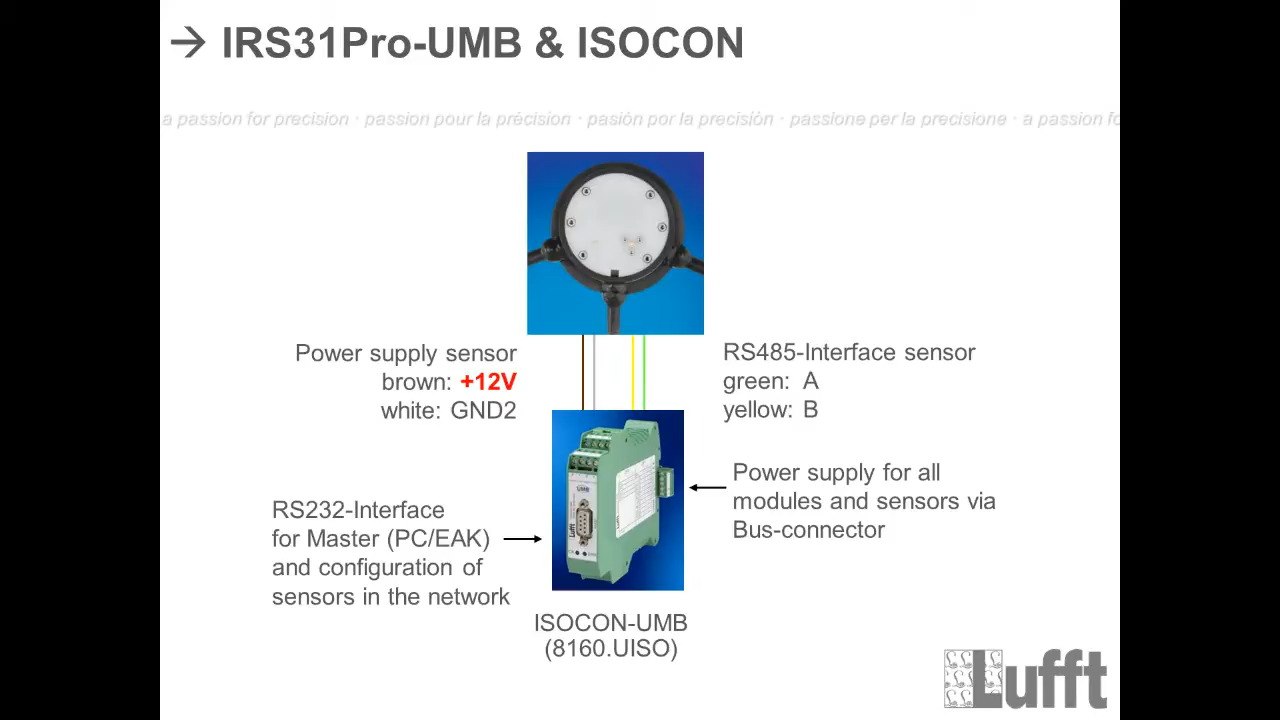 → IRS31Pro-UMB & ISOCON
a passion for precision · passion pour la précision · pasión por la precisión · passione per la precisione · a passion fo
Power supply sensor
brown: +12V
white: GND2
RS485-Interface sensor
green: A
yellow: B
RS232-Interface
for Master (PC/EAK)
and configuration of
sensors in the network
Power supply for all
modules and sensors via
Bus-connector
UMB
Lufft
ISOCON-UMB
(8160.UISO)
Lufft